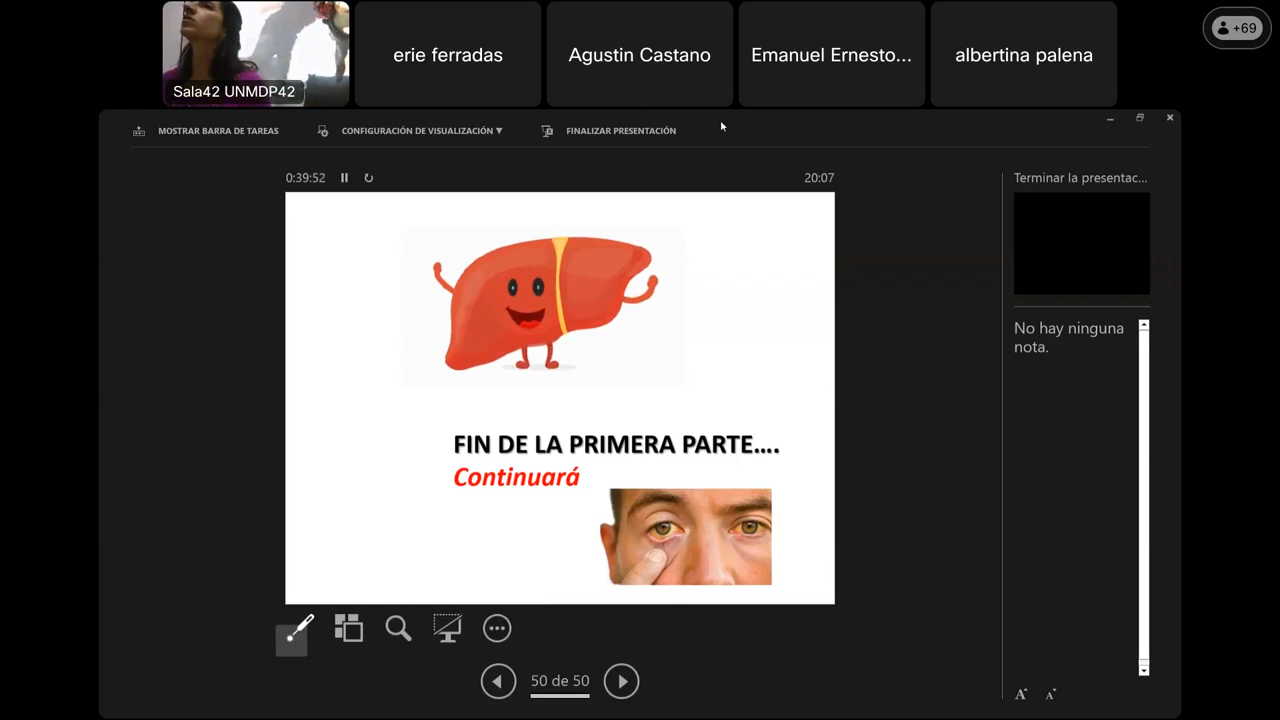 Sala42 UNMDP42
erie ferradas
Agustin Castano
Emanuel Ernesto...
albertina palena
+69
MOSTRAR BARRA DE TAREAS
CONFIGURACIÓN DE VISUALIZACIÓN ▼
FINALIZAR PRESENTACIÓN
0:39:52
20:07
Terminar la presentac...
FIN DE LA PRIMERA PARTE....
Continuará
No hay ninguna
nota.
50 de 50
A A